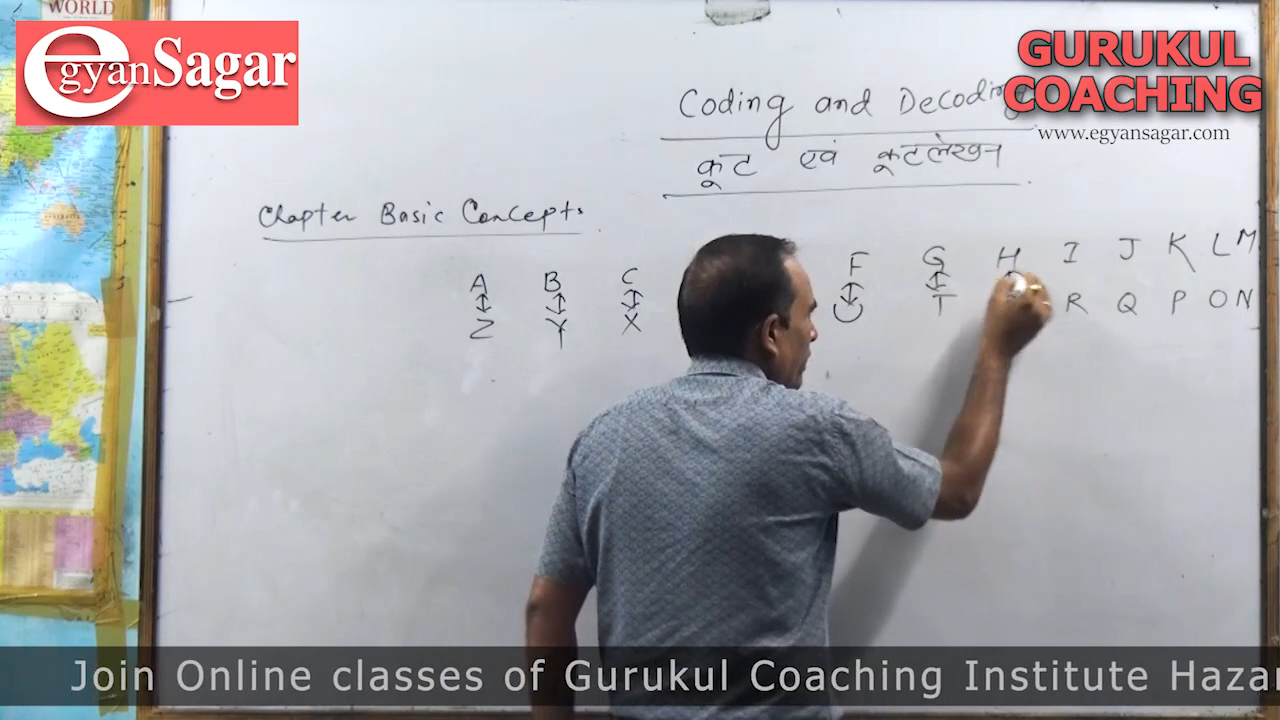 WORLD
egyanSagar
GURUKUL
COACHING
www.egyansagar.com
Coding and Decoding
कूट एवं कूटलेखन
Chapter Basic Concepts
A B C F G H I J K L M
Z Y X U T R Q P O N
Join Online classes of Gurukul Coaching Institute Hazar